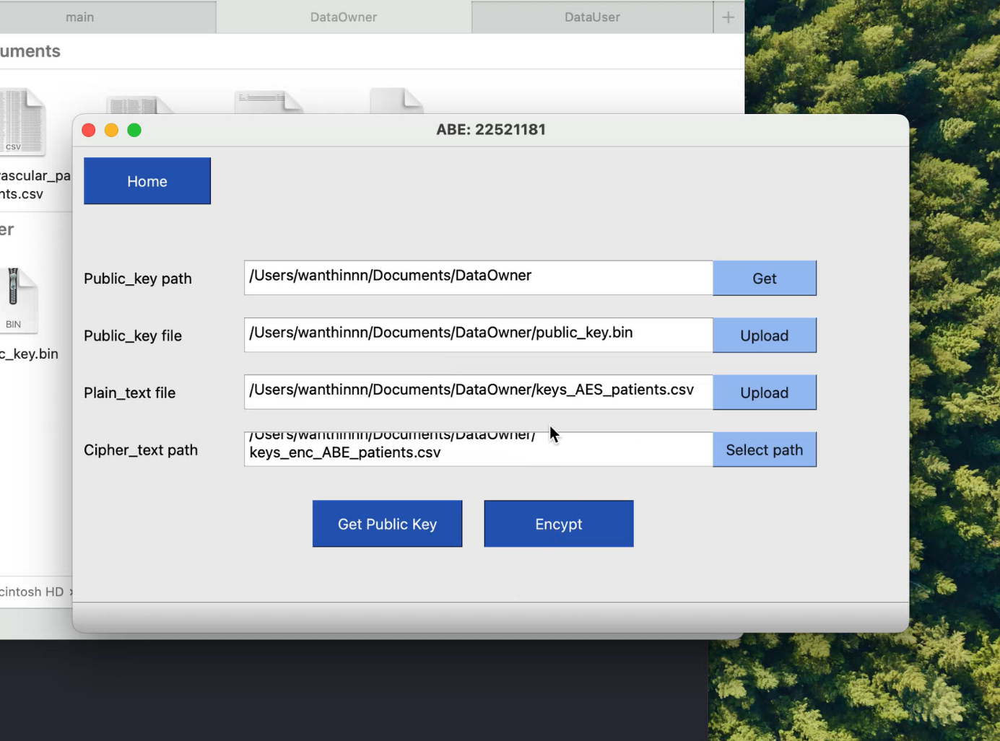 main
DataOwner
DataUser
+
uments
CSV
vascular_pa
nts.csv
er
BIN
c_key.bin
cintosh HD ›
ABE: 22521181
Home
Public_key path
/Users/wanthinnn/Documents/DataOwner
Get
Public_key file
/Users/wanthinnn/Documents/DataOwner/public_key.bin
Upload
Plain_text file
/Users/wanthinnn/Documents/DataOwner/keys_AES_patients.csv
Upload
Cipher_text path
/Users/wanthinnn/Documents/DataOwner/
keys_enc_ABE_patients.csv
Select path
Get Public Key
Encypt